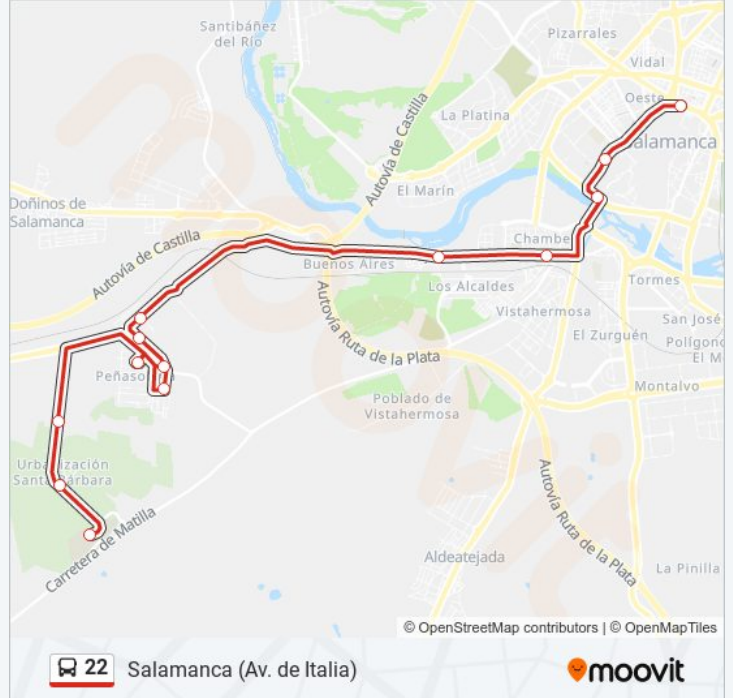 Santibáñez
del Río
Pizarrales
Vidal
Oeste
La Platina
Salamanca
Autovía de Castilla
El Marín
Doñinos de
Salamanca
Autovía de Castilla
Chambe
Buenos Aires
Tormes
Los Alcaldes
Vistahermosa
San José
El Zurguén
Polígono
El M
Autovía Ruta de la Plata
Peñaso
Montalvo
Poblado de
Vistahermosa
Urbanización
Santa Bárbara
Carretera de Matilla
Autovía Ruta de la Plata
Aldeatejada
La Pinilla
© OpenStreetMap contributors | © OpenMapTiles
22 Salamanca (Av. de Italia)
moovit